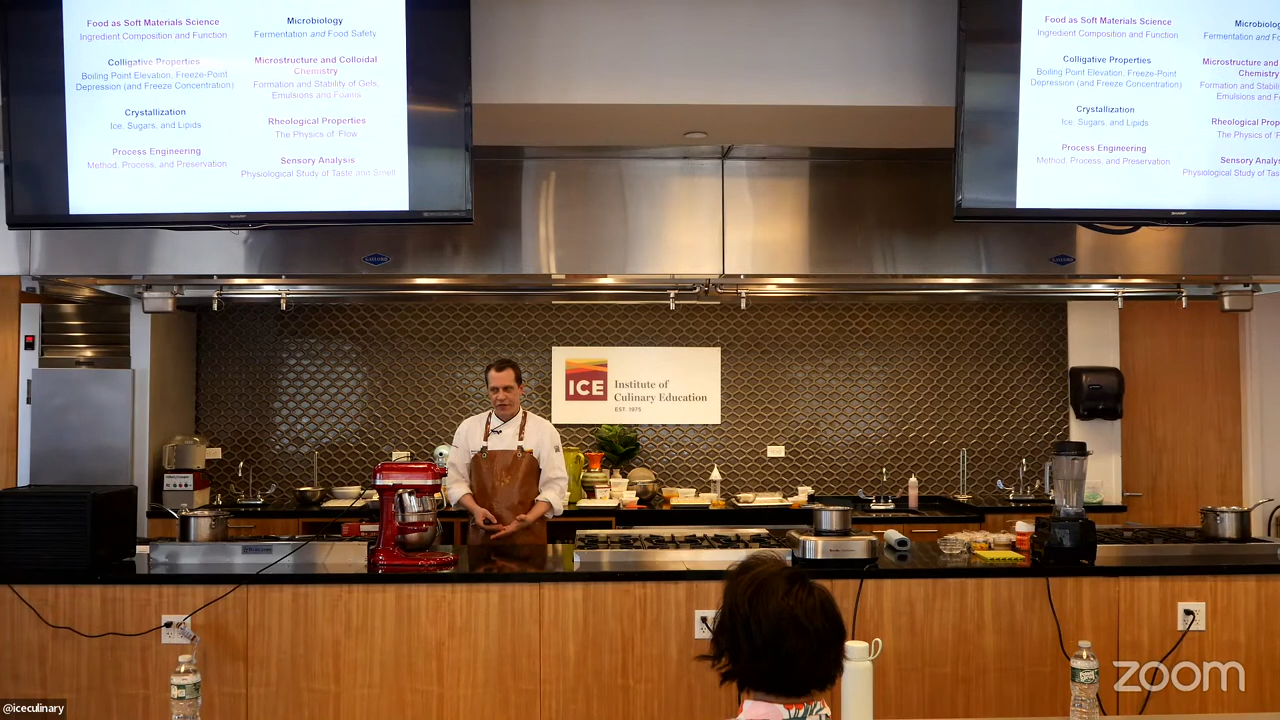 Food as Soft Materials Science
Ingredient Composition and Function
Colligative Properties
Boiling Point Elevation, Freeze-Point
Depression (and Freeze Concentration)
Crystallization
Ice, Sugars, and Lipids
Process Engineering
Method, Process, and Preservation
Microbiology
Fermentation and Food Safety
Microstructure and Colloidal
Chemistry
Formation and Stability of Gels,
Emulsions and Foams
Rheological Properties
The Physics of Flow
Sensory Analysis
Physiological Study of Taste and Smell
SHARP
Food as Soft Materials Science
Ingredient Composition and Function
Colligative Properties
Boiling Point Elevation, Freeze-Point
Depression (and Freeze Concentration)
Crystallization
Ice, Sugars, and Lipids
Process Engineering
Method, Process, and Preservation
Microbiolog
Fermentation and Fo
Microstructure and
Chemistry
Formation and Stabili
Emulsions and F
Rheological Prop
The Physics of F
Sensory Analys
Physiological Study of Tas
SHARP
ICE
Institute of
Culinary Education
EST. 1975
zoom
@iceculinary